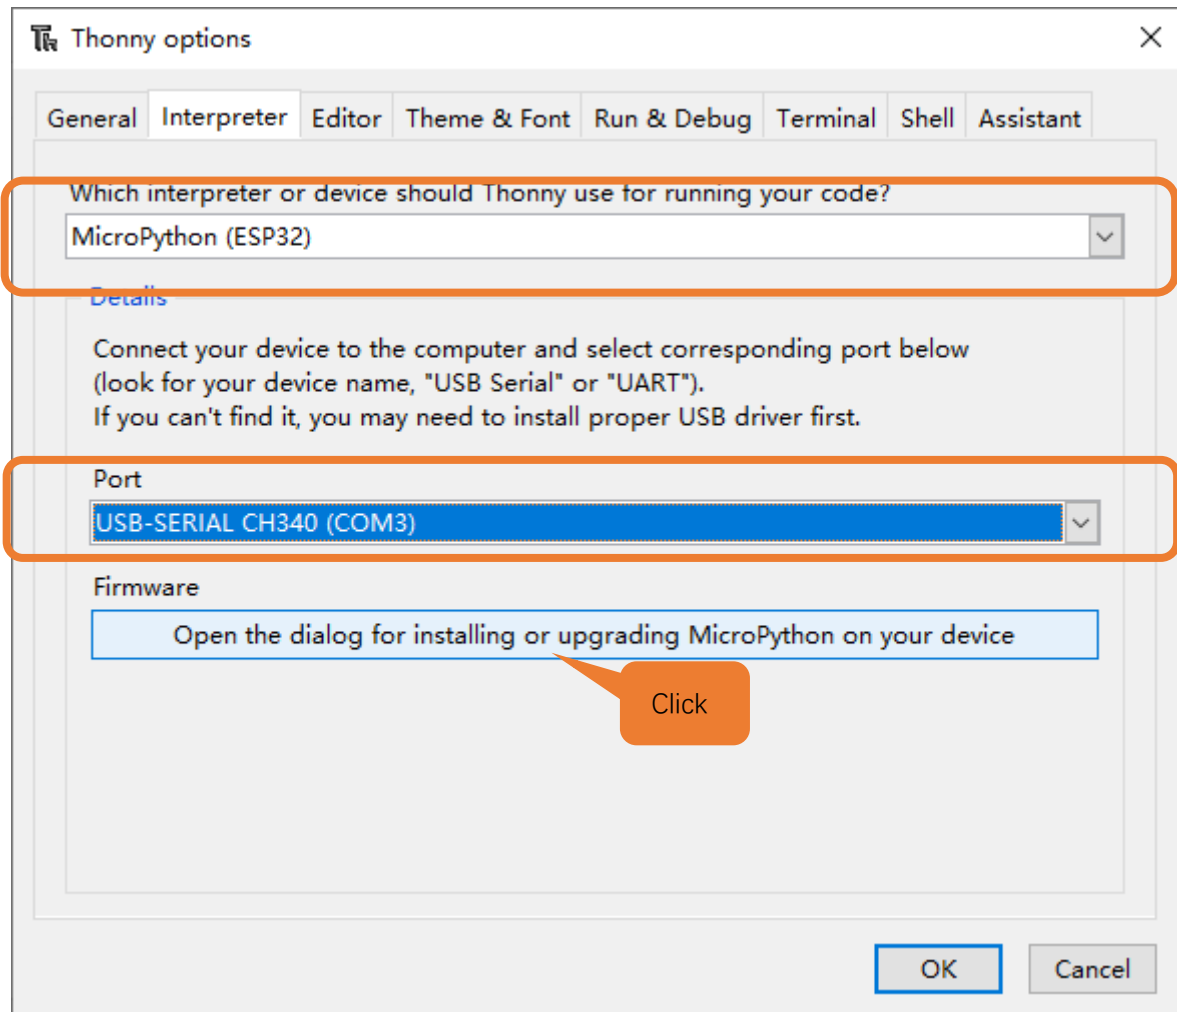 Thonny options
General Interpreter Editor Theme & Font Run & Debug Terminal Shell Assistant
Which interpreter or device should Thonny use for running your code?
MicroPython (ESP32)
Details
Connect your device to the computer and select corresponding port below
(look for your device name, "USB Serial" or "UART").
If you can't find it, you may need to install proper USB driver first.
Port
USB-SERIAL CH340 (COM3)
Firmware
Open the dialog for installing or upgrading MicroPython on your device
Click
OK Cancel